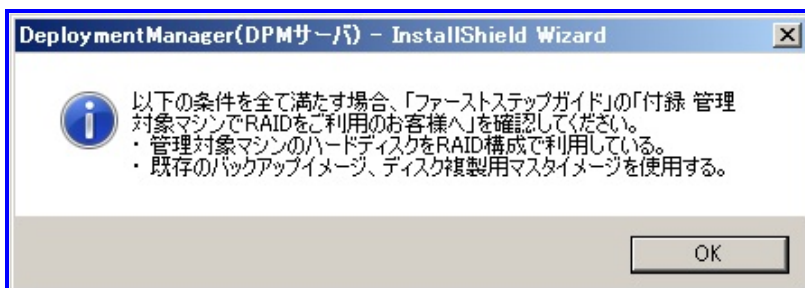 DeploymentManager(DPMサーバ) - InstallShield Wizard
以下の条件を全て満たす場合、「ファーストステップガイド」の「付録 管理
対象マシンでRAIDをご利用のお客様へ」を確認してください。
・管理対象マシンのハードディスクをRAID構成で利用している。
・既存のバックアップイメージ、ディスク複製用マスタイメージを使用する。
OK